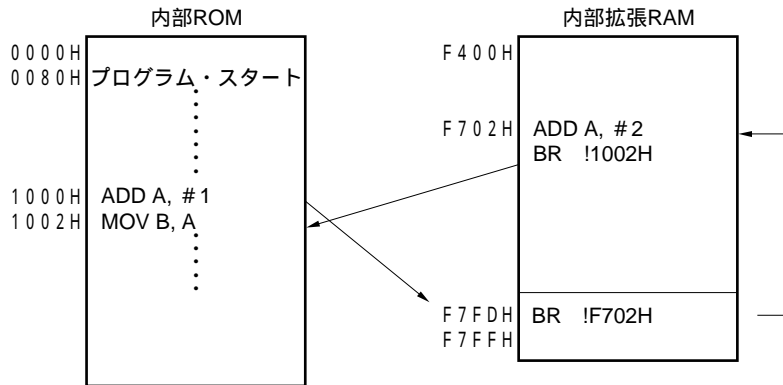 内部ROM
0000H
0080H プログラム・スタート
1000H ADD A, #1
1002H MOV B, A
内部拡張RAM
F400H
F702H ADD A, #2
BR !1002H
F7FDH BR !F702H
F7FFH